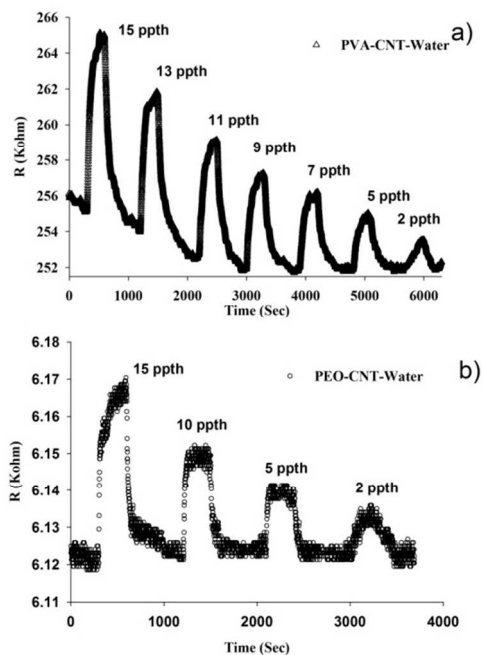 a)
266
264
262
260
258
256
254
252
R (Kohm)
15 ppth
13 ppth
11 ppth
9 ppth
7 ppth
5 ppth
2 ppth
△ PVA-CNT-Water
0 1000 2000 3000 4000 5000 6000
Time (Sec)
b)
6.18
6.17
6.16
6.15
6.14
6.13
6.12
6.11
R (Kohm)
15 ppth
10 ppth
5 ppth
2 ppth
○ PEO-CNT-Water
0 1000 2000 3000 4000
Time (Sec)